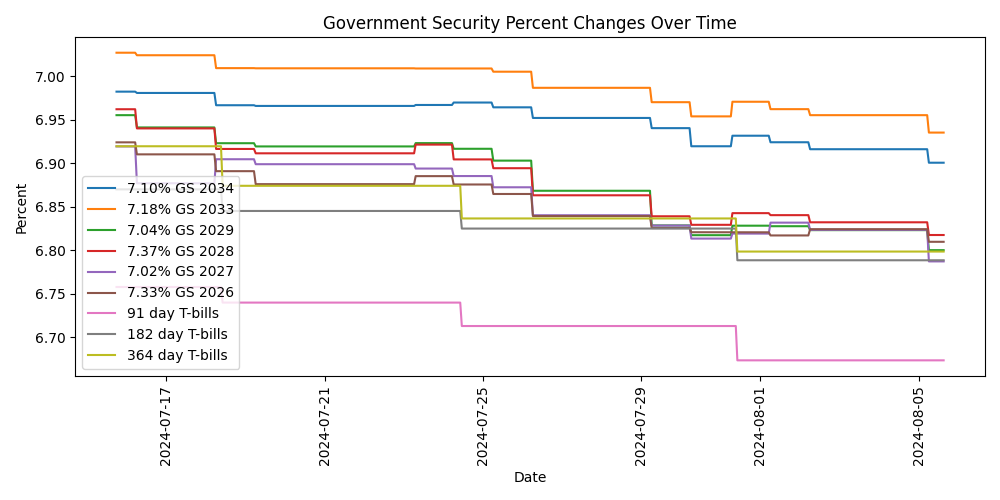 Government Security Percent Changes Over Time
Percent
7.00
6.95
6.90
6.85
6.80
6.75
6.70
7.10% GS 2034
7.18% GS 2033
7.04% GS 2029
7.37% GS 2028
7.02% GS 2027
7.33% GS 2026
91 day T-bills
182 day T-bills
364 day T-bills
2024-07-17
2024-07-21
2024-07-25
2024-07-29
2024-08-01
2024-08-05
Date